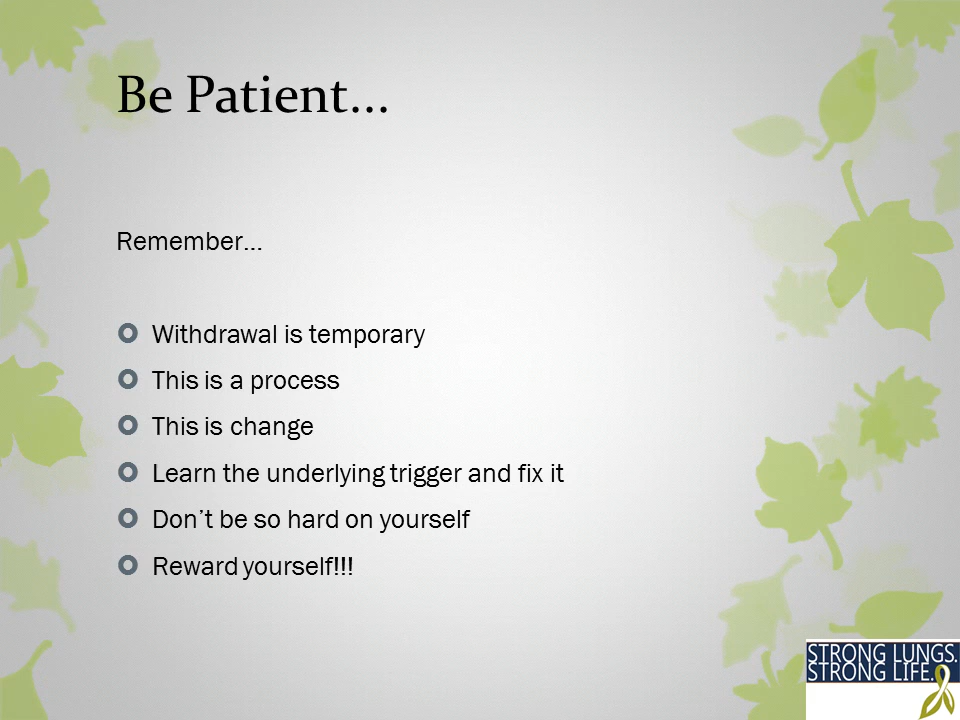 Be Patient...
Remember...
Withdrawal is temporary
This is a process
This is change
Learn the underlying trigger and fix it
Don’t be so hard on yourself
Reward yourself!!!
STRONG LUNGS.
STRONG LIFE.